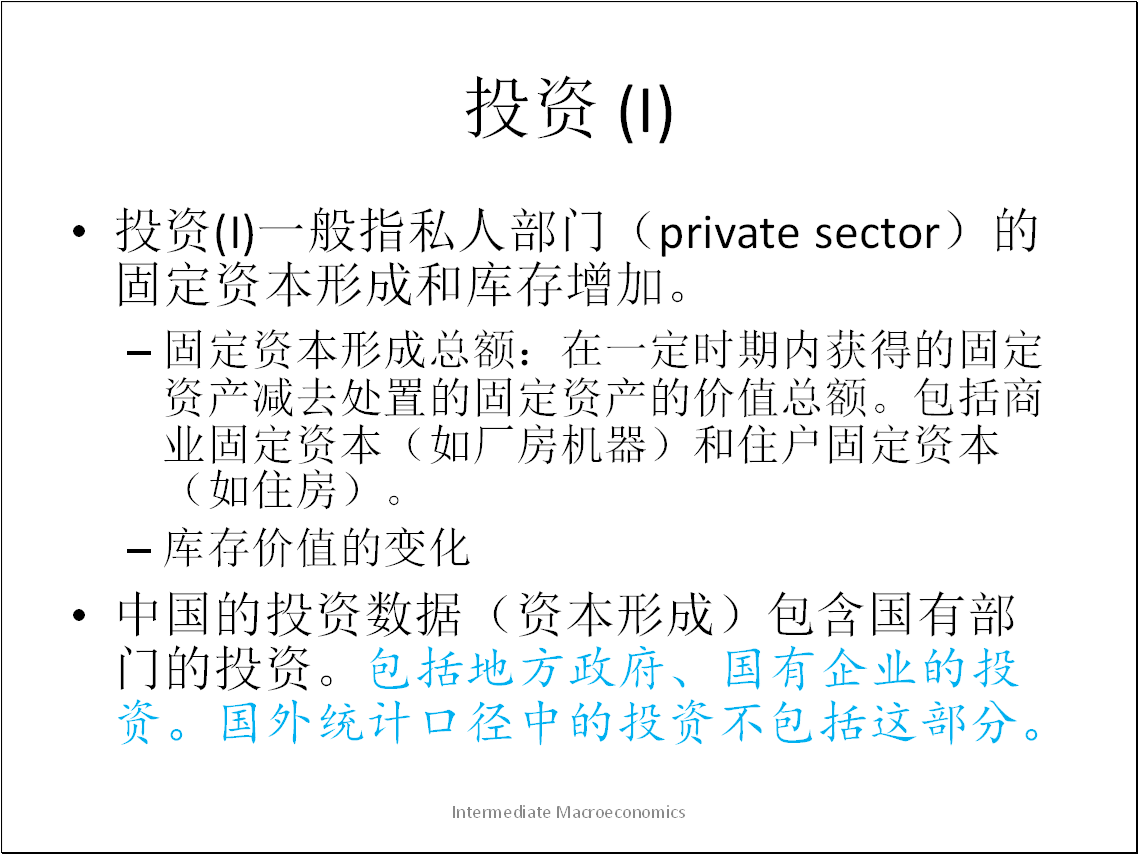 投资 (I)
• 投资(I)一般指私人部门（private sector）的
固定资本形成和库存增加。
– 固定资本形成总额：在一定时期内获得的固定
资产减去处置的固定资产的价值总额。包括商
业固定资本（如厂房机器）和住户固定资本
（如住房）。
– 库存价值的变化
• 中国的投资数据（资本形成）包含国有部
门的投资。包括地方政府、国有企业的投
资。国外统计口径中的投资不包括这部分。
Intermediate Macroeconomics